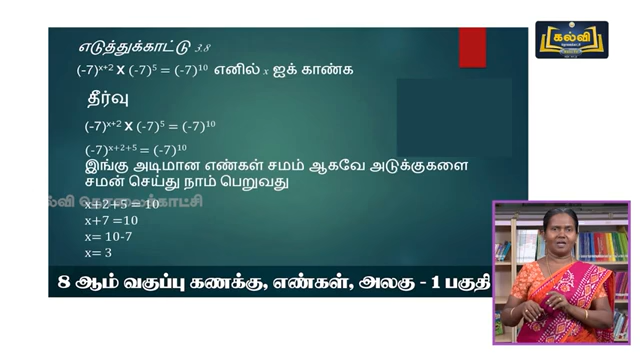 எடுத்துக்காட்டு 3.8
(-7)ˣ⁺² X (-7)⁵ = (-7)¹⁰ எனில் x ஐக் காண்க
தீர்வு
(-7)ˣ⁺² X (-7)⁵ = (-7)¹⁰
(-7)ˣ⁺²⁺⁵ = (-7)¹⁰
இங்கு அடிமான எண்கள் சமம் ஆகவே அடுக்குகளை
சமன் செய்து நாம் பெறுவது
x+2+5 = 10
x+7 =10
x= 10-7
x= 3
கல்வி
8 ஆம் வகுப்பு கணக்கு, எண்கள், அலகு - 1 பகுதி